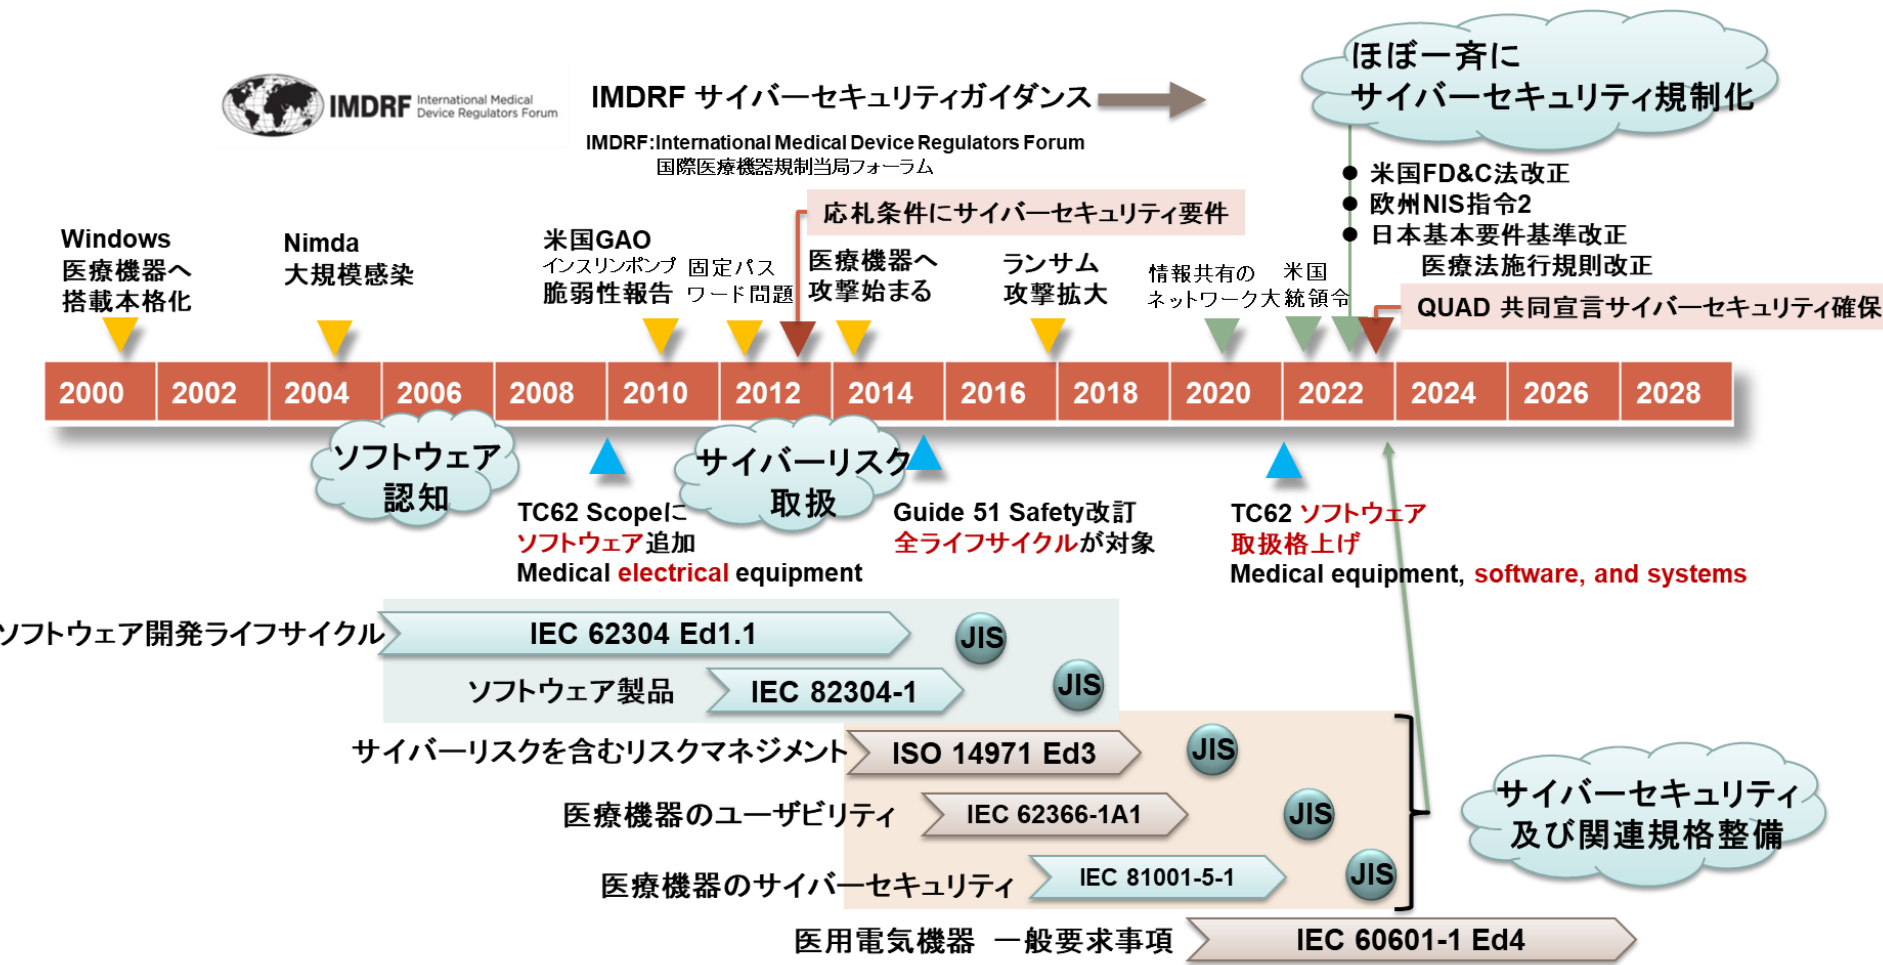 ほぼ一斉に
サイバーセキュリティ規制化
IMDRF International Medical
Device Regulators Forum
IMDRF サイバーセキュリティガイダンス
IMDRF:International Medical Device Regulators Forum
国際医療機器規制当局フォーラム
● 米国FD&C法改正
● 欧州NIS指令2
● 日本基本要件基準改正
医療法施行規則改正
応札条件にサイバーセキュリティ要件
Windows
医療機器へ
搭載本格化
Nimda
大規模感染
米国GAO
インスリンポンプ
脆弱性報告
固定パス
ワード問題
医療機器へ
攻撃始まる
ランサム
攻撃拡大
情報共有の
ネットワーク
米国
大統領令
QUAD 共同宣言サイバーセキュリティ確保
2000 2002 2004 2006 2008 2010 2012 2014 2016 2018 2020 2022 2024 2026 2028
ソフトウェア
認知
サイバーリスク
取扱
TC62 Scopeに
ソフトウェア追加
Medical electrical equipment
Guide 51 Safety改訂
全ライフサイクルが対象
TC62 ソフトウェア
取扱格上げ
Medical equipment, software, and systems
ソフトウェア開発ライフサイクル IEC 62304 Ed1.1 JIS
ソフトウェア製品 IEC 82304-1 JIS
サイバーリスクを含むリスクマネジメント ISO 14971 Ed3 JIS
医療機器のユーザビリティ IEC 62366-1A1 JIS
医療機器のサイバーセキュリティ IEC 81001-5-1 JIS
サイバーセキュリティ
及び関連規格整備
医用電気機器 一般要求事項 IEC 60601-1 Ed4